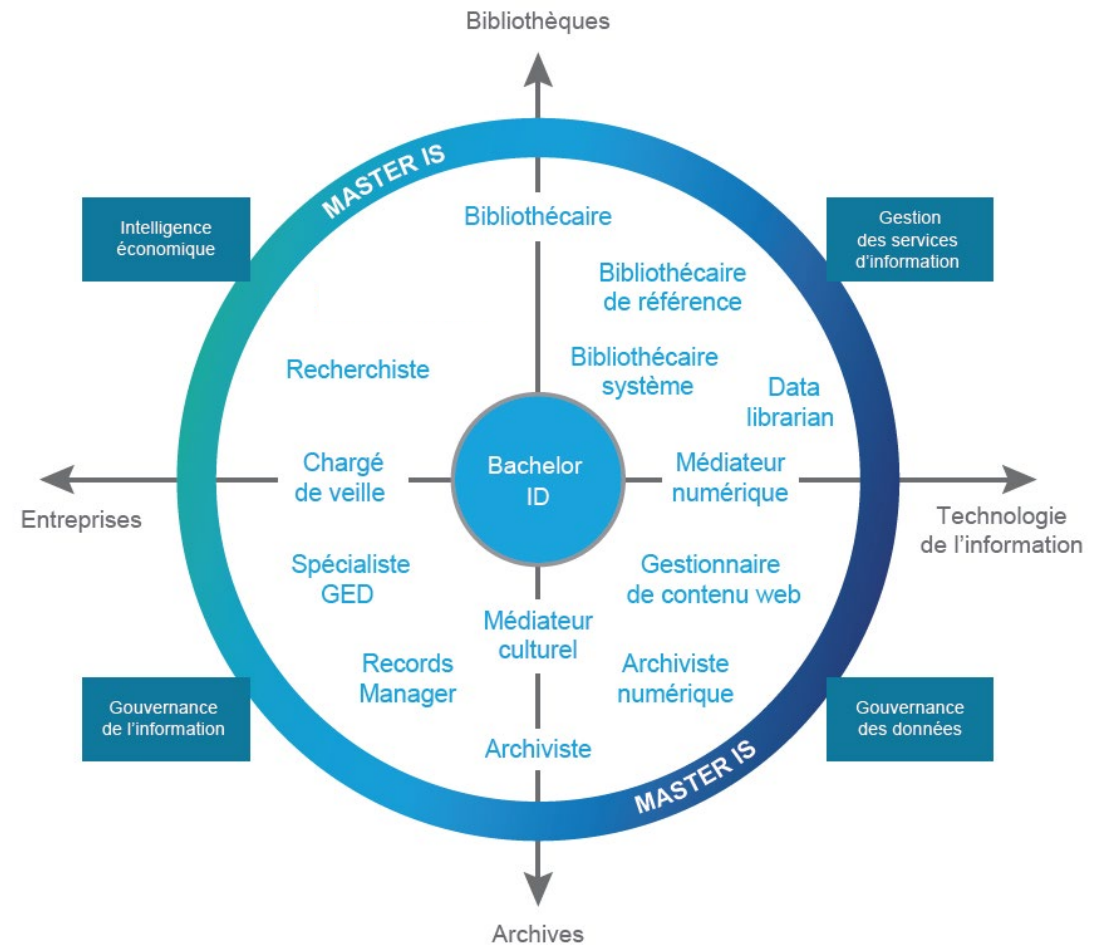 Bibliothèques
MASTER IS
Bibliothécaire
Intelligence
économique
Gestion
des services
d'information
Bibliothécaire
de référence
Recherchiste
Bibliothécaire
système
Data
librarian
Entreprises
Chargé
de veille
Bachelor
ID
Médiateur
numérique
Technologie
de l'information
Spécialiste
GED
Gestionnaire
de contenu web
Médiateur
culturel
Records
Manager
Archiviste
numérique
Gouvernance
de l'information
Gouvernance
des données
Archiviste
MASTER IS
Archives